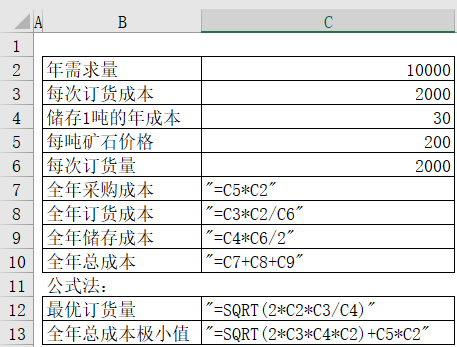 A B C
1
2 年需求量 10000
3 每次订货成本 2000
4 储存1吨的年成本 30
5 每吨矿石价格 200
6 每次订货量 2000
7 全年采购成本 "=C5*C2"
8 全年订货成本 "=C3*C2/C6"
9 全年储存成本 "=C4*C6/2"
10 全年总成本 "=C7+C8+C9"
11 公式法:
12 最优订货量 "=SQRT(2*C2*C3/C4)"
13 全年总成本极小值 "=SQRT(2*C3*C4*C2)+C5*C2"